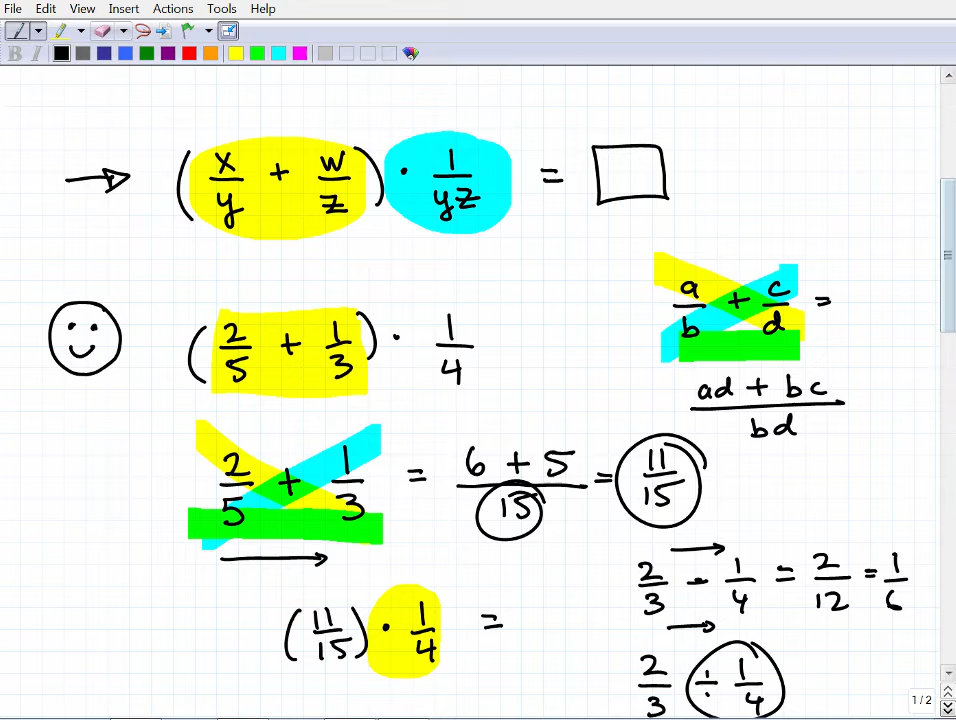 File Edit View Insert Actions Tools Help
B I
(x/y + w/z) · 1/yz = □
(2/5 + 1/3) · 1/4
a/b + c/d =
ad + bc/bd
2/5 + 1/3 = 6 + 5/15 = 11/15
2/3 · 1/4 = 2/12 = 1/6
(11/15) · 1/4 =
2/3 ÷ 1/4
1 / 2